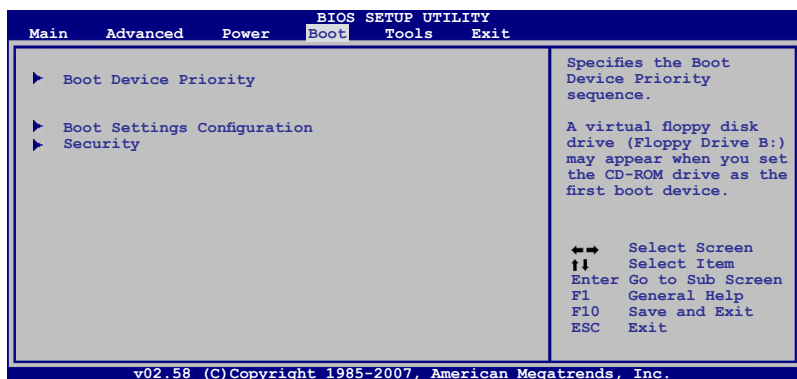 BIOS SETUP UTILITY
Main Advanced Power Boot Tools Exit
Boot Device Priority
Boot Settings Configuration
Security
Specifies the Boot
Device Priority
sequence.
A virtual floppy disk
drive (Floppy Drive B:)
may appear when you set
the CD-ROM drive as the
first boot device.
←→ Select Screen
↑↓ Select Item
Enter Go to Sub Screen
F1 General Help
F10 Save and Exit
ESC Exit
v02.58 (C)Copyright 1985-2007, American Megatrends, Inc.